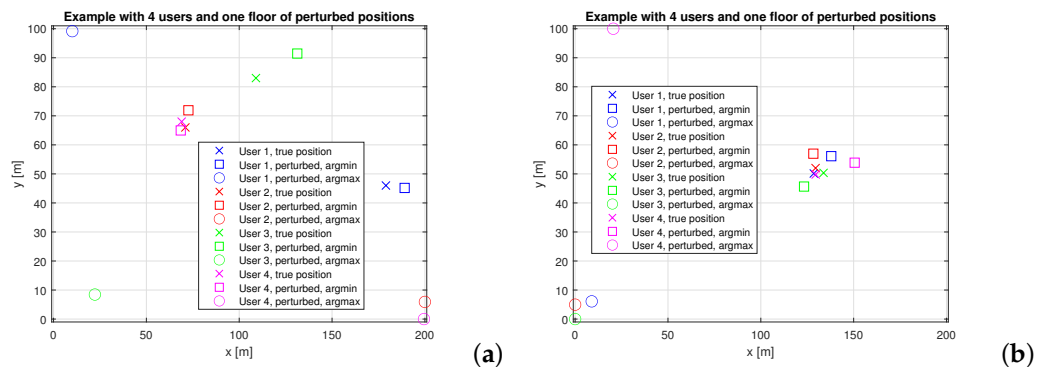 Example with 4 users and one floor of perturbed positions
100
90
80
70
60
50
40
30
20
10
0
y [m]
0 50 100 150 200
x [m]
User 1, true position
User 1, perturbed, argmin
User 1, perturbed, argmax
User 2, true position
User 2, perturbed, argmin
User 2, perturbed, argmax
User 3, true position
User 3, perturbed, argmin
User 3, perturbed, argmax
User 4, true position
User 4, perturbed, argmin
User 4, perturbed, argmax
(a)
Example with 4 users and one floor of perturbed positions
100
90
80
70
60
50
40
30
20
10
0
y [m]
0 50 100 150 200
x [m]
User 1, true position
User 1, perturbed, argmin
User 1, perturbed, argmax
User 2, true position
User 2, perturbed, argmin
User 2, perturbed, argmax
User 3, true position
User 3, perturbed, argmin
User 3, perturbed, argmax
User 4, true position
User 4, perturbed, argmin
User 4, perturbed, argmax
(b)